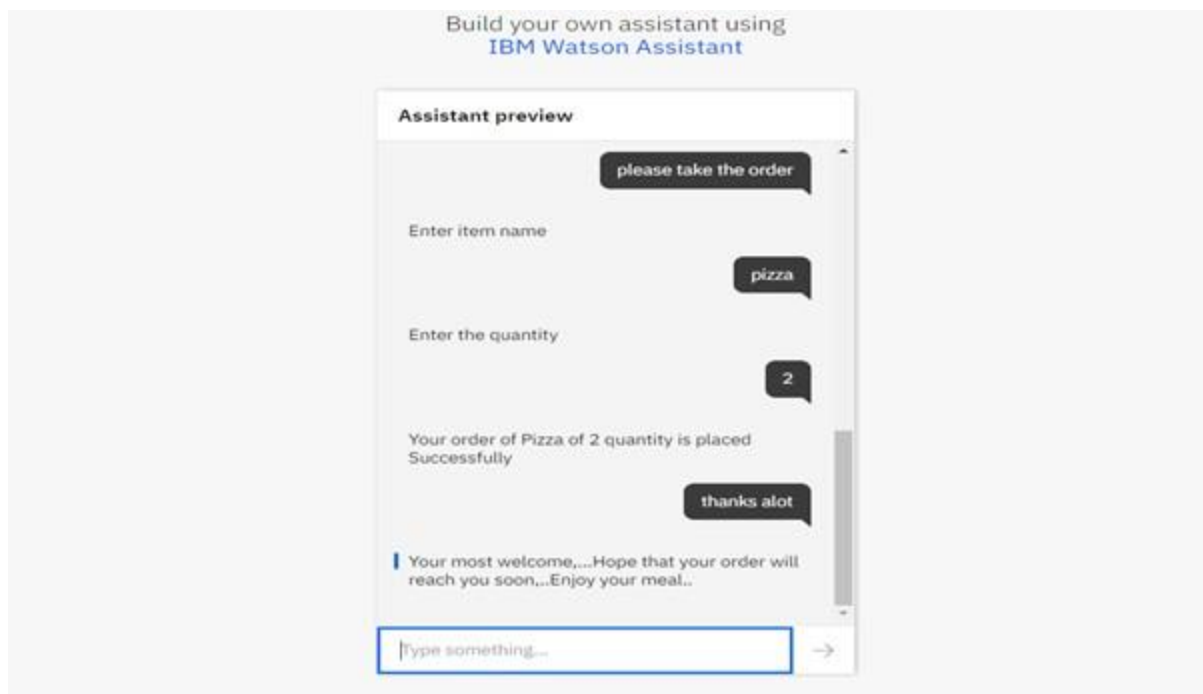 Build your own assistant using
IBM Watson Assistant
Assistant preview
please take the order
Enter item name
pizza
Enter the quantity
2
Your order of Pizza of 2 quantity is placed
Successfully
thanks alot
Your most welcome,...Hope that your order will
reach you soon,..Enjoy your meal..
Type something...